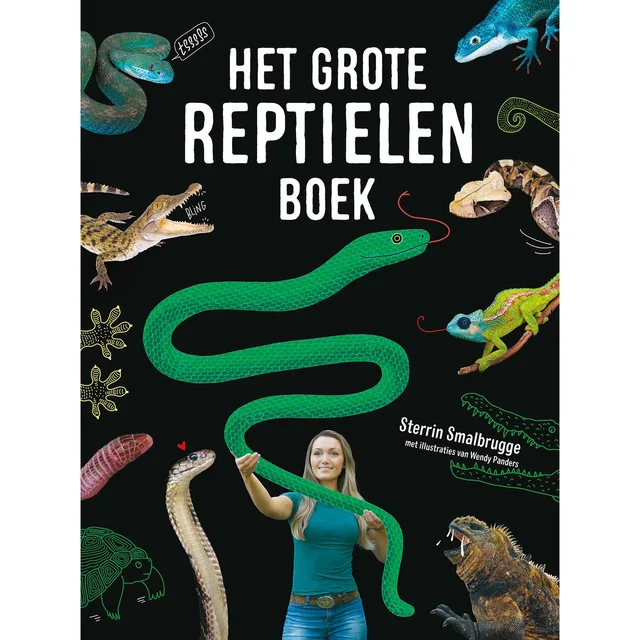 tsssss
HET GROTE
REPTIELEN
BOEK
BLING
Sterrin Smalbrugge
met illustraties van Wendy Panders